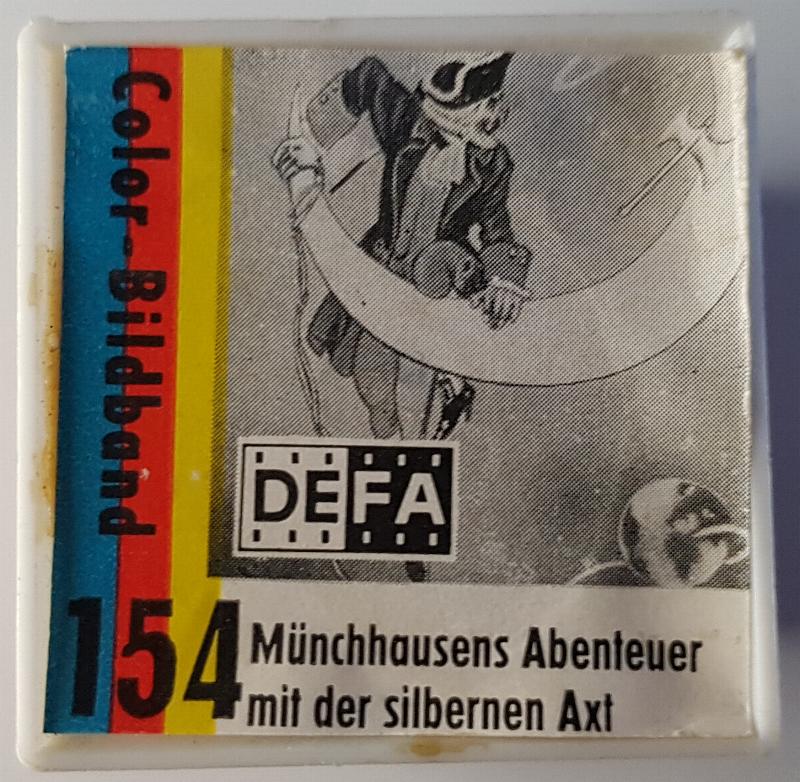 Color-Bildband
DEFA
154
Münchhausens Abenteuer
mit der silbernen Axt